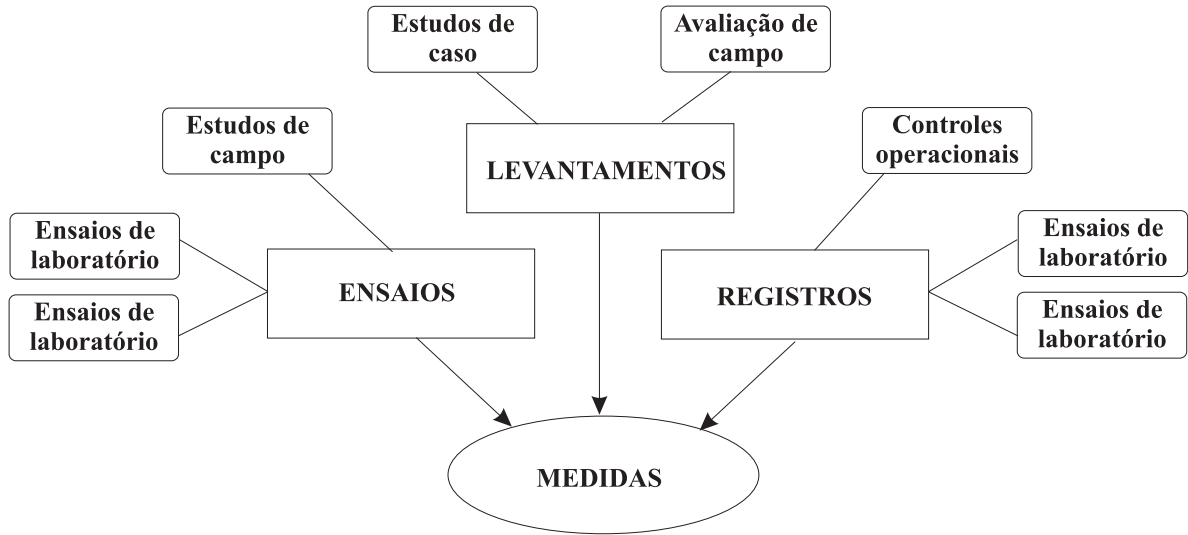 Estudos de
caso
Avaliação de
campo
Estudos de
campo
Controles
operacionais
LEVANTAMENTOS
Ensaios de
laboratório
Ensaios de
laboratório
ENSAIOS
REGISTROS
Ensaios de
laboratório
Ensaios de
laboratório
MEDIDAS